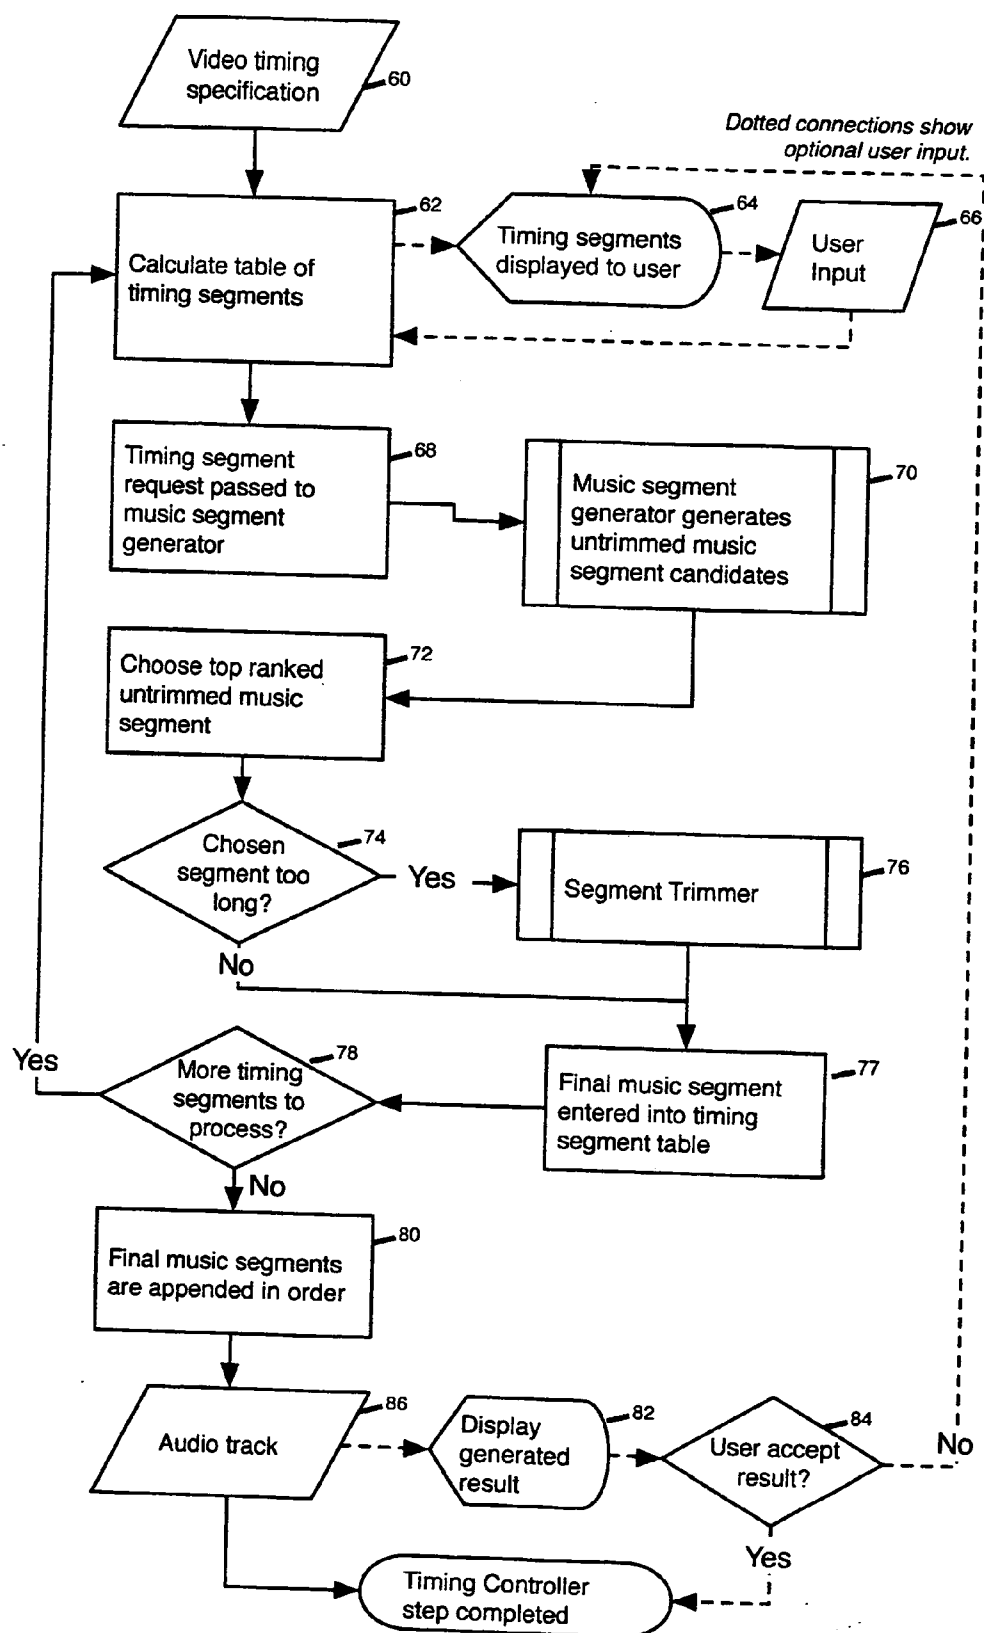 Video timing
specification
60
Dotted connections show
optional user input.
62
Calculate table of
timing segments
64
Timing segments
displayed to user
66
User
Input
68
Timing segment
request passed to
music segment
generator
70
Music segment
generator generates
untrimmed music
segment candidates
72
Choose top ranked
untrimmed music
segment
74
Chosen
segment too
long?
Yes
76
Segment Trimmer
No
Yes
78
More timing
segments to
process?
77
Final music segment
entered into timing
segment table
No
80
Final music segments
are appended in order
86
Audio track
82
Display
generated
result
84
User accept
result?
No
Yes
Timing Controller
step completed